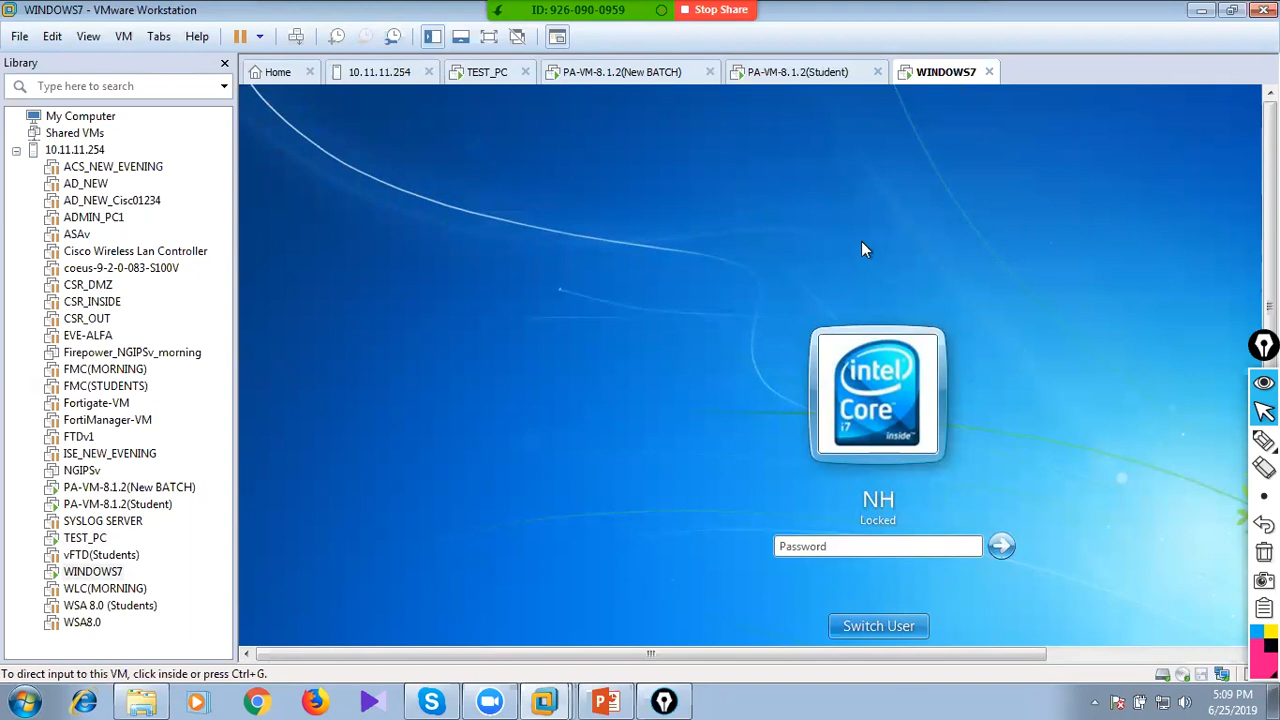 WINDOWS7 - VMware Workstation
ID: 926-090-0959
Stop Share
File Edit View VM Tabs Help
Library
Type here to search
Home
10.11.11.254
TEST_PC
PA-VM-8.1.2(New BATCH)
PA-VM-8.1.2(Student)
WINDOWS7
My Computer
Shared VMs
10.11.11.254
ACS_NEW_EVENING
AD_NEW
AD_NEW_Cisco01234
ADMIN_PC1
ASAv
Cisco Wireless Lan Controller
coeus-9-2-0-083-S100V
CSR_DMZ
CSR_INSIDE
CSR_OUT
EVE-ALFA
Firepower_NGIPSv_morning
FMC(MORNING)
FMC(STUDENTS)
Fortigate-VM
FortiManager-VM
FTDv1
ISE_NEW_EVENING
NGIPSv
PA-VM-8.1.2(New BATCH)
PA-VM-8.1.2(Student)
SYSLOG SERVER
TEST_PC
vFTD(Students)
WINDOWS7
WLC(MORNING)
WSA 8.0 (Students)
WSA8.0
intel
Core
i7
inside
NH
Locked
Password
Switch User
To direct input to this VM, click inside or press Ctrl+G.
5:09 PM
6/25/2019